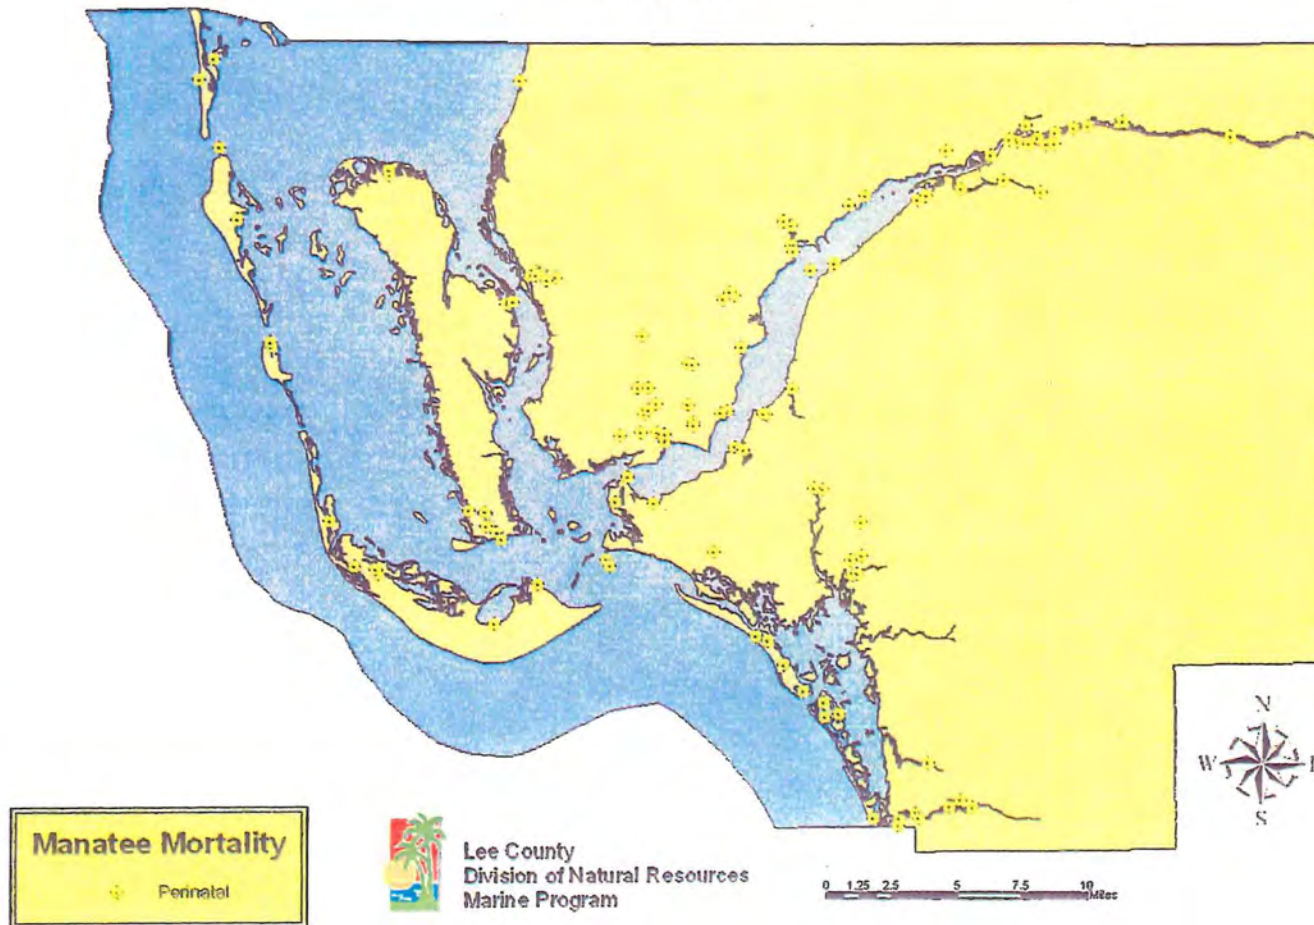 N
W
S
Manatee Mortality
Perinatal
Lee County
Division of Natural Resources
Marine Program
0 1.25 2.5 5 7.5 10
Miles